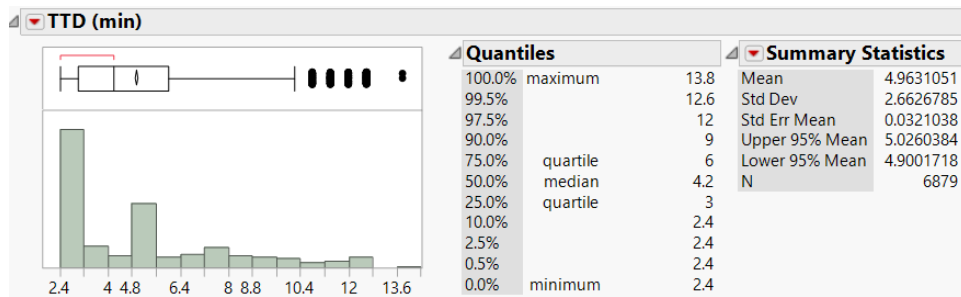 TTD (min)
2.4 4 4.8 6.4 8 8.8 10.4 12 13.6
Quantiles
100.0% maximum 13.8
99.5% 12.6
97.5% 12
90.0% 9
75.0% quartile 6
50.0% median 4.2
25.0% quartile 3
10.0% 2.4
2.5% 2.4
0.5% 2.4
0.0% minimum 2.4
Summary Statistics
Mean 4.9631051
Std Dev 2.6626785
Std Err Mean 0.0321038
Upper 95% Mean 5.0260384
Lower 95% Mean 4.9001718
N 6879